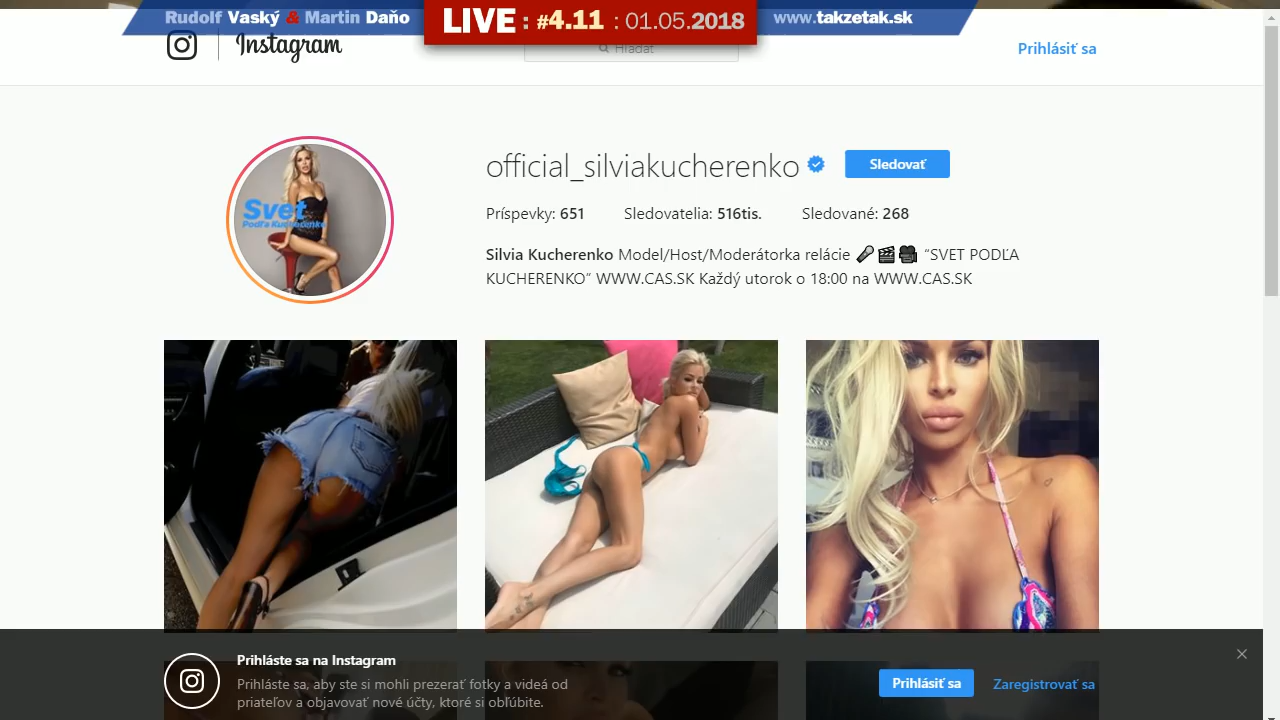 Rudolf Vaský & Martin Daňo
LIVE : #4.11 : 01.05.2018
www.takzetak.sk
Instagram
Hľadať
Prihlásiť sa
official_silviakucherenko
Sledovať
Príspevky: 651
Sledovatelia: 516tis.
Sledované: 268
Silvia Kucherenko Model/Host/Moderátorka relácie 🎤🎬🎥 “SVET PODĽA
KUCHERENKO“ WWW.CAS.SK Každý utorok o 18:00 na WWW.CAS.SK
Svet
Podľa Kucherenko
Prihláste sa na Instagram
Prihláste sa, aby ste si mohli prezerať fotky a videá od
priateľov a objavovať nové účty, ktoré si obľúbite.
Prihlásiť sa
Zaregistrovať sa